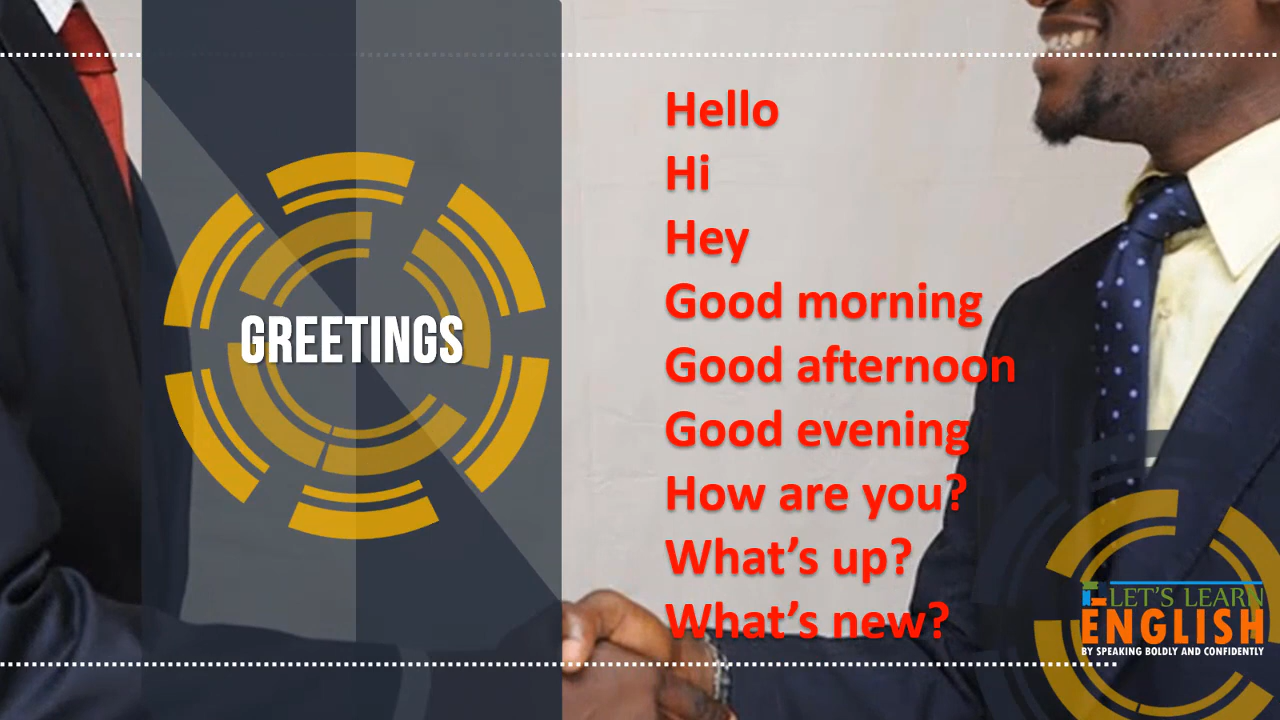 GREETINGS
Hello
Hi
Hey
Good morning
Good afternoon
Good evening
How are you?
What’s up?
What’s new?
LET'S LEARN
ENGLISH
BY SPEAKING BOLDLY AND CONFIDENTLY